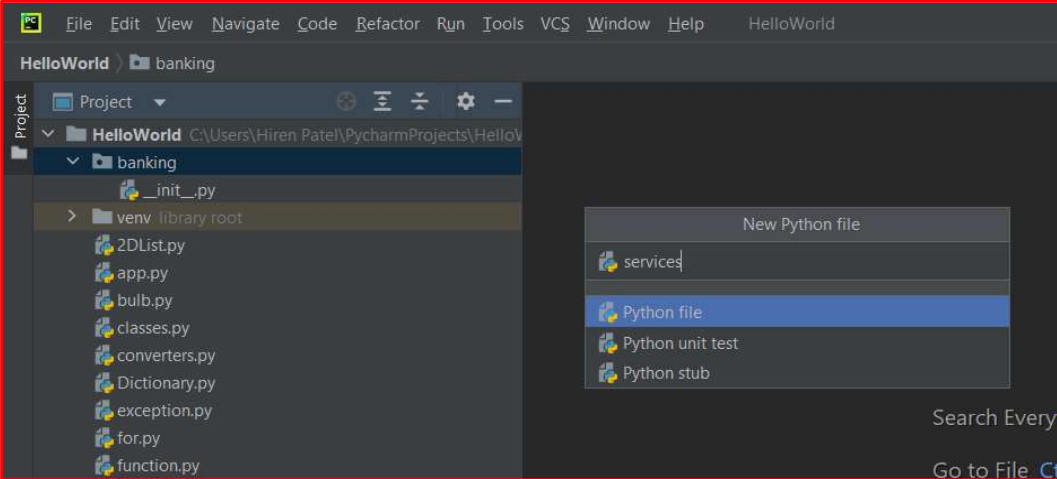 PC File Edit View Navigate Code Refactor Run Tools VCS Window Help HelloWorld
HelloWorld banking
Project
Project
HelloWorld C:\Users\Hiren Patel\PycharmProjects\HelloW
banking
__init__.py
venv library root
2DList.py
app.py
bulb.py
classes.py
converters.py
Dictionary.py
exception.py
for.py
function.py
New Python file
services
Python file
Python unit test
Python stub
Search Every
Go to File Ct